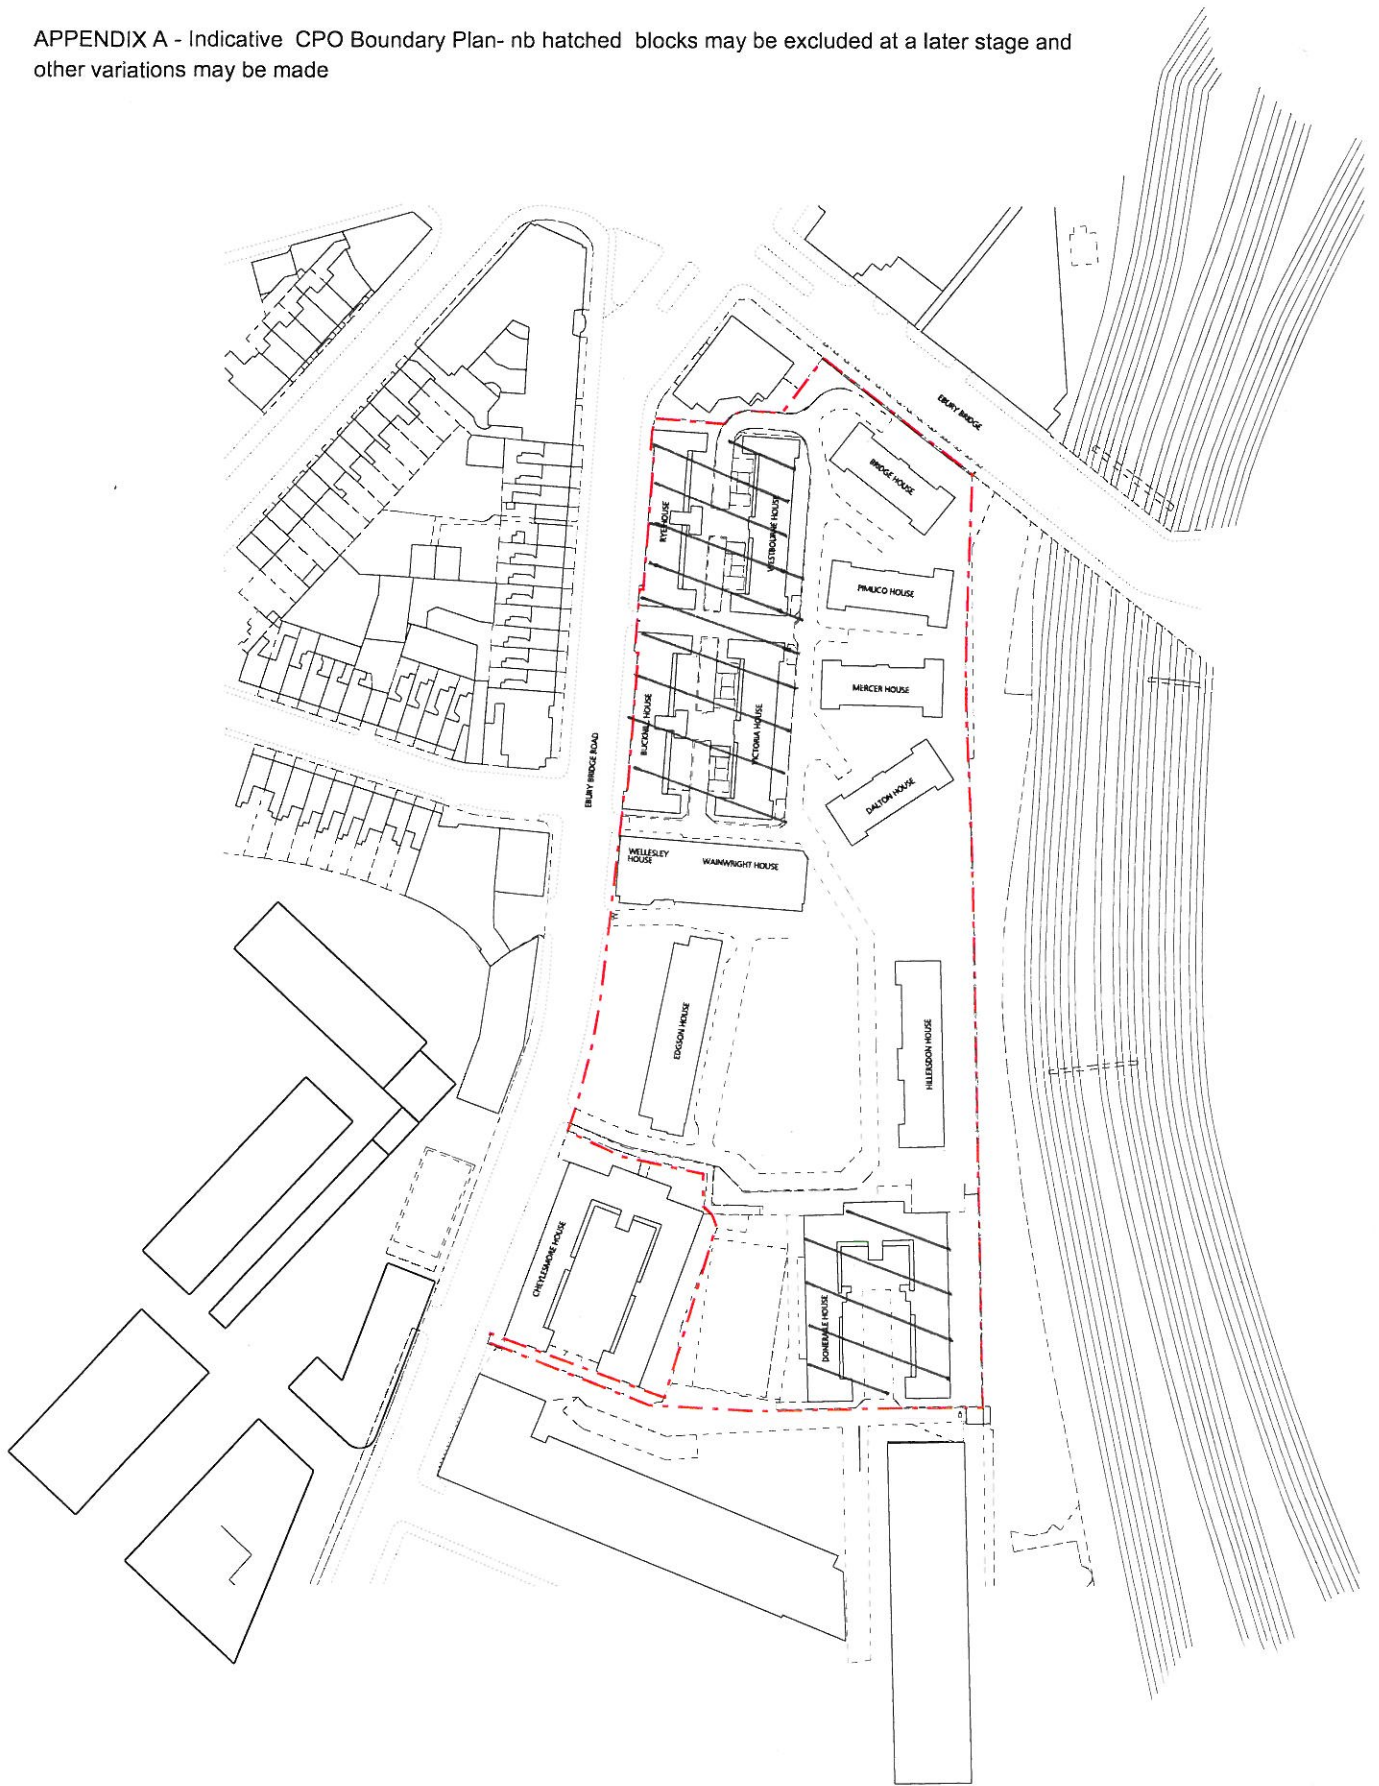 APPENDIX A - Indicative CPO Boundary Plan- nb hatched blocks may be excluded at a later stage and
other variations may be made
EBURY BRIDGE
BRIDGE HOUSE
RYE HOUSE
WESTBOURNE HOUSE
PIMLICO HOUSE
MERCER HOUSE
BUCKNILL HOUSE
VICTORIA HOUSE
EBURY BRIDGE ROAD
DALTON HOUSE
WELLESLEY
HOUSE
WAINWRIGHT HOUSE
EDGSON HOUSE
HILLERSDON HOUSE
CHEYLESMORE HOUSE
DONERAILE HOUSE